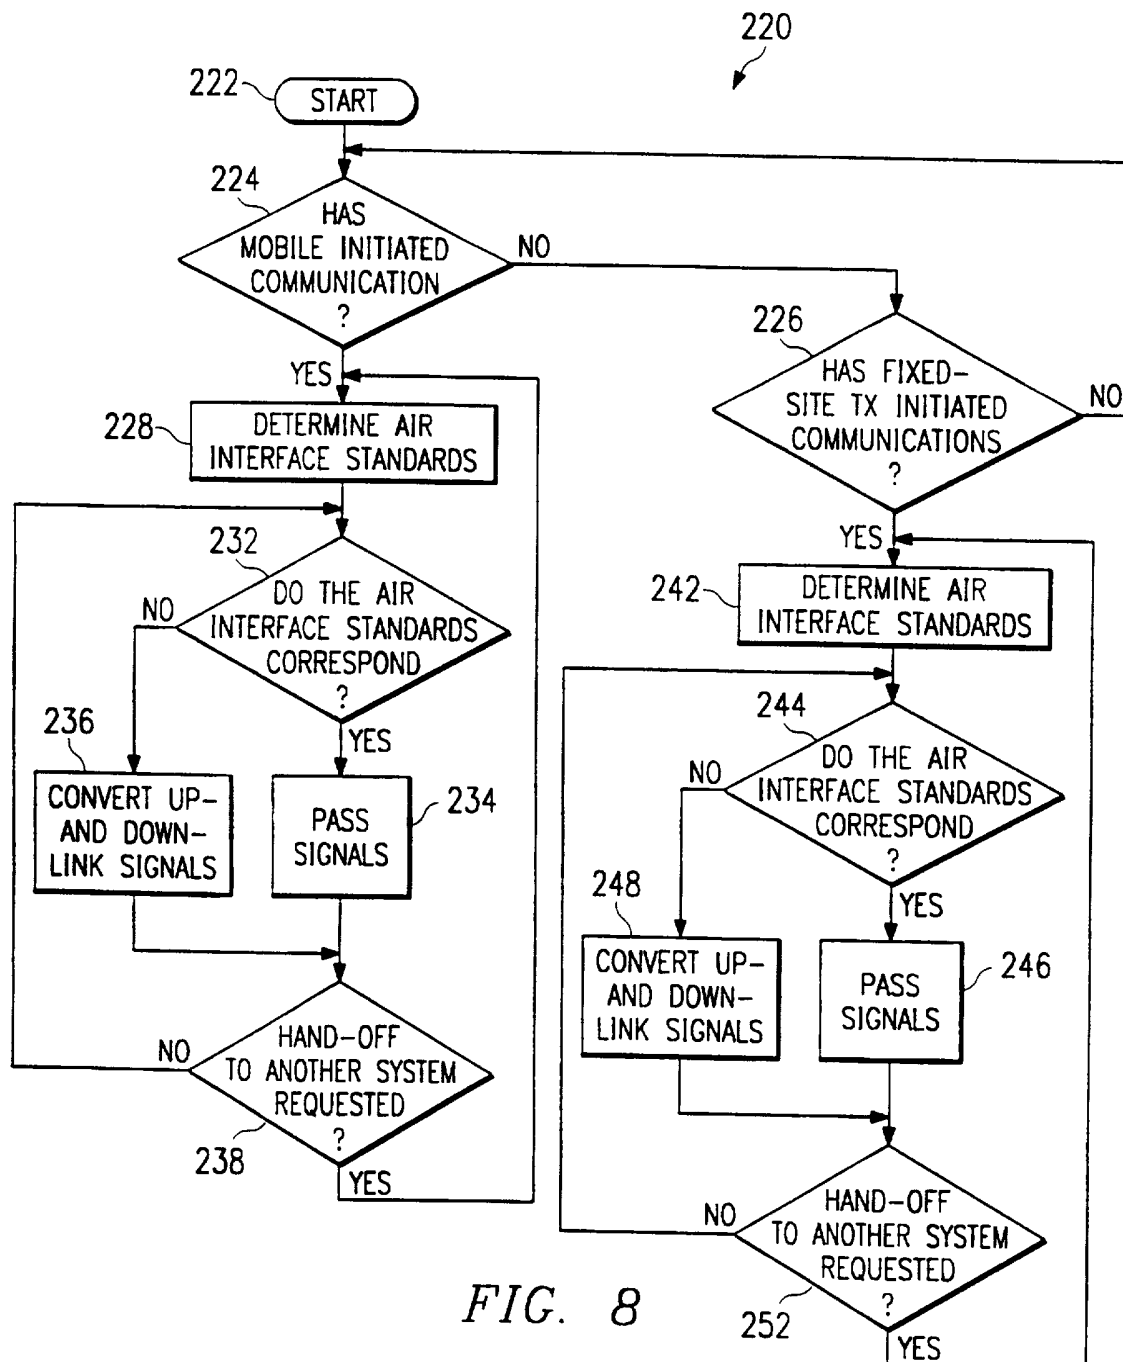 220
222
START
224
HAS
MOBILE INITIATED
COMMUNICATION
?
NO
YES
226
HAS FIXED-
SITE TX INITIATED
COMMUNICATIONS
?
NO
YES
228
DETERMINE AIR
INTERFACE STANDARDS
232
DO THE AIR
INTERFACE STANDARDS
CORRESPOND
?
NO
YES
236
CONVERT UP-
AND DOWN-
LINK SIGNALS
PASS
SIGNALS
234
HAND-OFF
TO ANOTHER SYSTEM
REQUESTED
?
NO
238
YES
242
DETERMINE AIR
INTERFACE STANDARDS
244
DO THE AIR
INTERFACE STANDARDS
CORRESPOND
?
NO
YES
248
CONVERT UP-
AND DOWN-
LINK SIGNALS
PASS
SIGNALS
246
HAND-OFF
TO ANOTHER SYSTEM
REQUESTED
?
NO
252
YES
FIG. 8